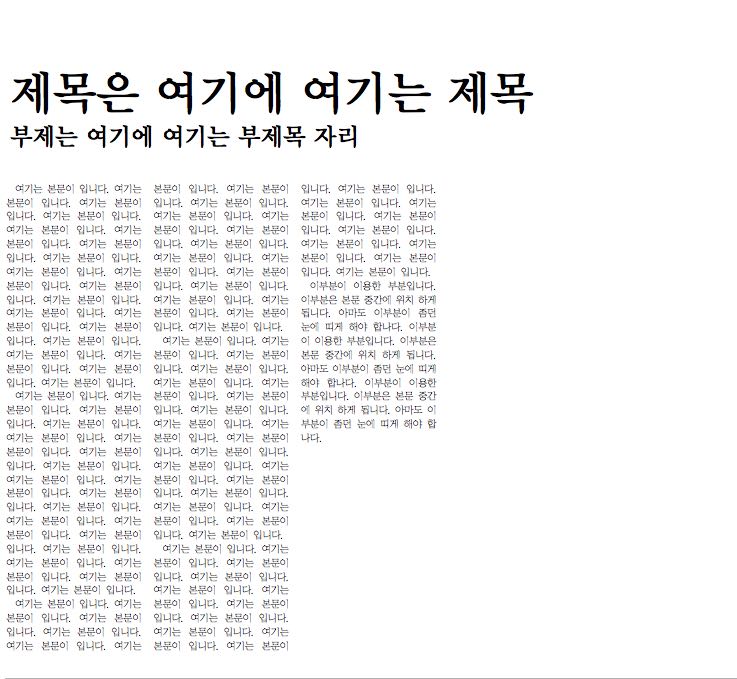 제목은 여기에 여기는 제목
부제는 여기에 여기는 부제목 자리
여기는 본문이 입니다. 여기는
본문이 입니다. 여기는 본문이
입니다. 여기는 본문이 입니다.
여기는 본문이 입니다. 여기는
본문이 입니다. 여기는 본문이
입니다. 여기는 본문이 입니다.
여기는 본문이 입니다. 여기는
본문이 입니다. 여기는 본문이
입니다. 여기는 본문이 입니다.
여기는 본문이 입니다. 여기는
본문이 입니다. 여기는 본문이
입니다. 여기는 본문이 입니다.
여기는 본문이 입니다. 여기는
본문이 입니다. 여기는 본문이
입니다. 여기는 본문이 입니다.
여기는 본문이 입니다. 여기는
본문이 입니다. 여기는 본문이
입니다. 여기는 본문이 입니다.
여기는 본문이 입니다. 여기는
본문이 입니다. 여기는 본문이
입니다. 여기는 본문이 입니다.
여기는 본문이 입니다. 여기는
본문이 입니다. 여기는 본문이
입니다. 여기는 본문이 입니다.
여기는 본문이 입니다. 여기는
본문이 입니다. 여기는 본문이
입니다. 여기는 본문이 입니다.
여기는 본문이 입니다. 여기는
본문이 입니다. 여기는 본문이
입니다. 여기는 본문이 입니다.
여기는 본문이 입니다. 여기는
본문이 입니다. 여기는 본문이
입니다. 여기는 본문이 입니다.
여기는 본문이 입니다. 여기는
본문이 입니다. 여기는 본문이
입니다. 여기는 본문이 입니다.
여기는 본문이 입니다. 여기는
본문이 입니다. 여기는 본문이
입니다. 여기는 본문이 입니다.
여기는 본문이 입니다. 여기는
본문이 입니다. 여기는 본문이
입니다. 여기는 본문이 입니다.
여기는 본문이 입니다. 여기는
본문이 입니다. 여기는 본문이
입니다. 여기는 본문이 입니다.
여기는 본문이 입니다. 여기는
본문이 입니다. 여기는 본문이
입니다. 여기는 본문이 입니다.
여기는 본문이 입니다. 여기는
본문이 입니다. 여기는 본문이
입니다. 여기는 본문이 입니다.
여기는 본문이 입니다. 여기는
본문이 입니다. 여기는 본문이
입니다. 여기는 본문이 입니다.
여기는 본문이 입니다. 여기는
본문이 입니다. 여기는 본문이
입니다. 여기는 본문이 입니다.
여기는 본문이 입니다. 여기는
본문이 입니다. 여기는 본문이
입니다. 여기는 본문이 입니다.
여기는 본문이 입니다. 여기는
본문이 입니다. 여기는 본문이
입니다. 여기는 본문이 입니다.
여기는 본문이 입니다. 여기는
본문이 입니다. 여기는 본문이
입니다. 여기는 본문이 입니다.
여기는 본문이 입니다. 여기는
본문이 입니다. 여기는 본문이
입니다. 여기는 본문이 입니다.
여기는 본문이 입니다. 여기는
본문이 입니다. 여기는 본문이
입니다. 여기는 본문이 입니다.
여기는 본문이 입니다. 여기는
본문이 입니다. 여기는 본문이
입니다. 여기는 본문이 입니다.
이부분이 이용한 부분입니다.
이부분은 본문 중간에 위치 하게
됩니다. 아마도 이부분이 좀던
눈에 띠게 해야 합나다. 이부분
이 이용한 부분입니다. 이부분은
본문 중간에 위치 하게 됩니다.
아마도 이부분이 좀던 눈에 띠게
해야 합나다. 이부분이 이용한
부분입니다. 이부분은 본문 중간
에 위치 하게 됩니다. 아마도 이
부분이 좀던 눈에 띠게 해야 합
나다.